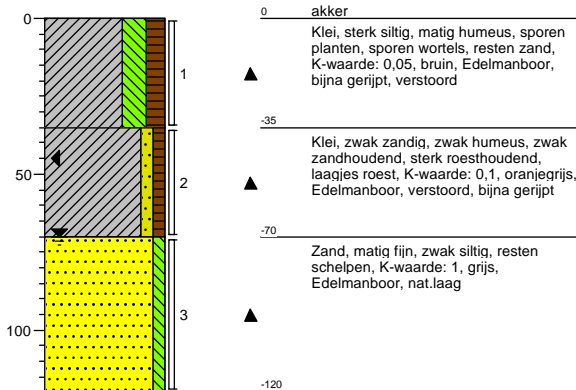 0
50
100
1
2
3
0
akker
Klei, sterk siltig, matig humeus, sporen
planten, sporen wortels, resten zand,
K-waarde: 0,05, bruin, Edelmanboor,
bijna gerijpt, verstoord
-35
Klei, zwak zandig, zwak humeus, zwak
zandhoudend, sterk roesthoudend,
laagjes roest, K-waarde: 0,1, oranjegrijs,
Edelmanboor, verstoord, bijna gerijpt
-70
Zand, matig fijn, zwak siltig, resten
schelpen, K-waarde: 1, grijs,
Edelmanboor, nat.laag
-120